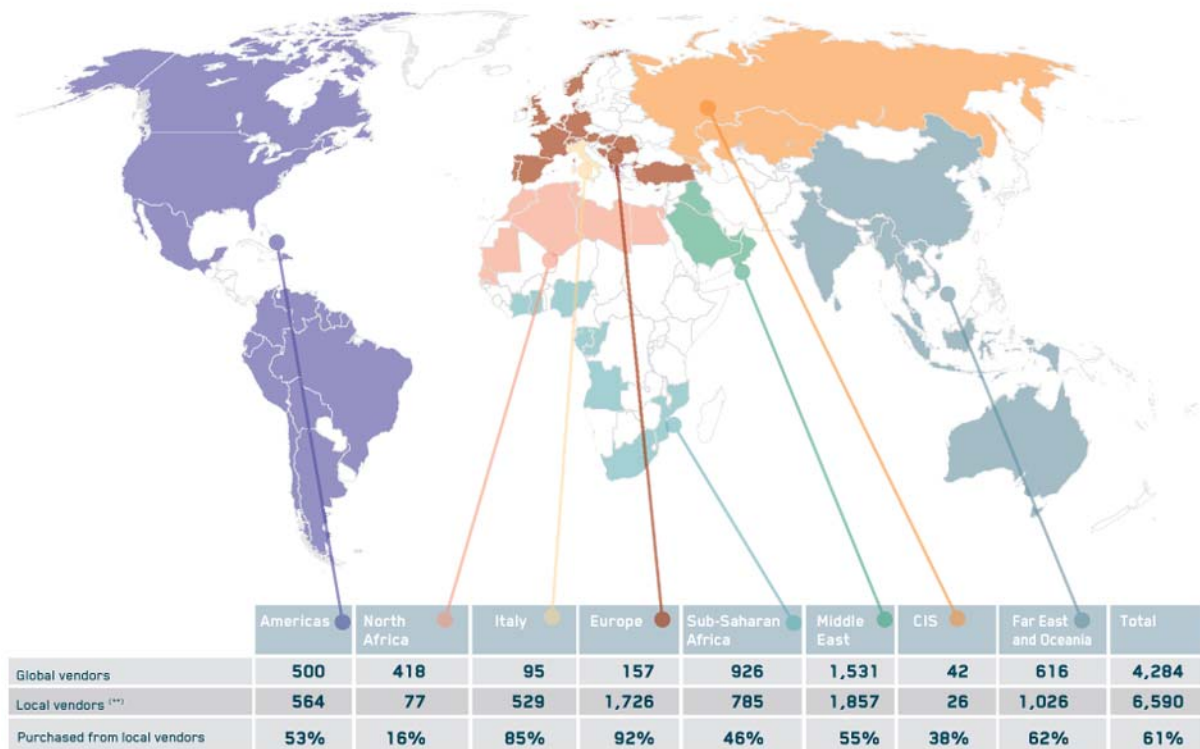 Americas North Africa Italy Europe Sub-Saharan Africa Middle East CIS Far East and Oceania Total
Global vendors 500 418 95 157 926 1,531 42 616 4,284
Local vendors (**) 564 77 529 1,726 785 1,857 26 1,026 6,590
Purchased from local vendors 53% 16% 85% 92% 46% 55% 38% 62% 61%